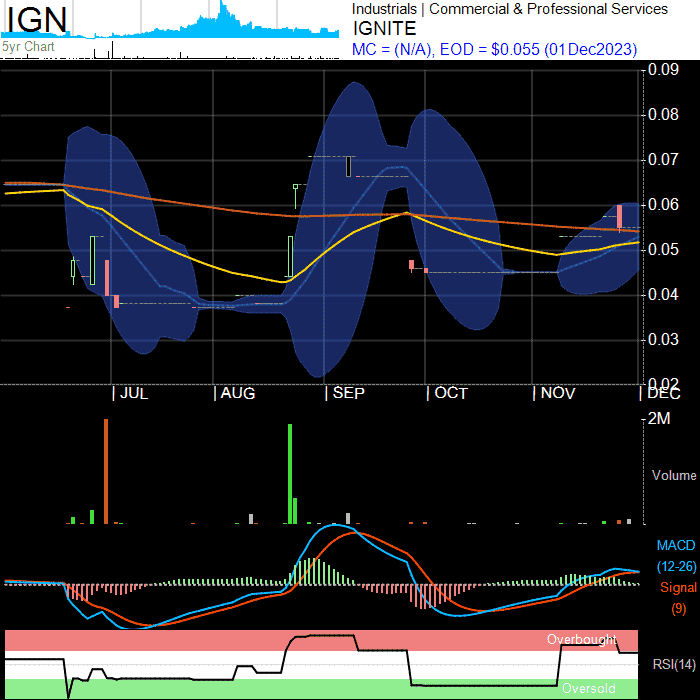 IGN
5yr Chart
Industrials | Commercial & Professional Services
IGNITE
MC = (N/A), EOD = $0.055 (01Dec2023)
0.09
0.08
0.07
0.06
0.05
0.04
0.03
0.02
JUL
AUG
SEP
OCT
NOV
DEC
2M
Volume
MACD
(12-26)
Signal
(9)
Overbought
RSI(14)
Oversold